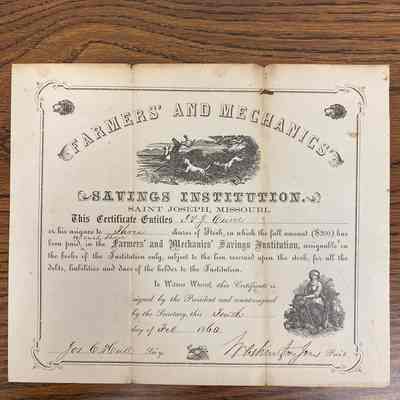 FARMERS' AND MECHANICS'
SAVINGS INSTITUTION.
SAINT JOSEPH, MISSOURI.
This Certificate Entitles
or his assigns to Three shares of Stock, on which the full amount ($200) has
been paid, in the Farmers' and Mechanics' Savings Institution, assignable on
the books of the Institution only, subject to the lien reserved upon the stock, for all the
debts, liabilities and dues of the holder to the Institution.
In Witness Whereof, this Certificate is
signed by the President and countersigned
by the Secretary, this Tenth
day of Feb 186
Jos C Hull Secy. Pres't.